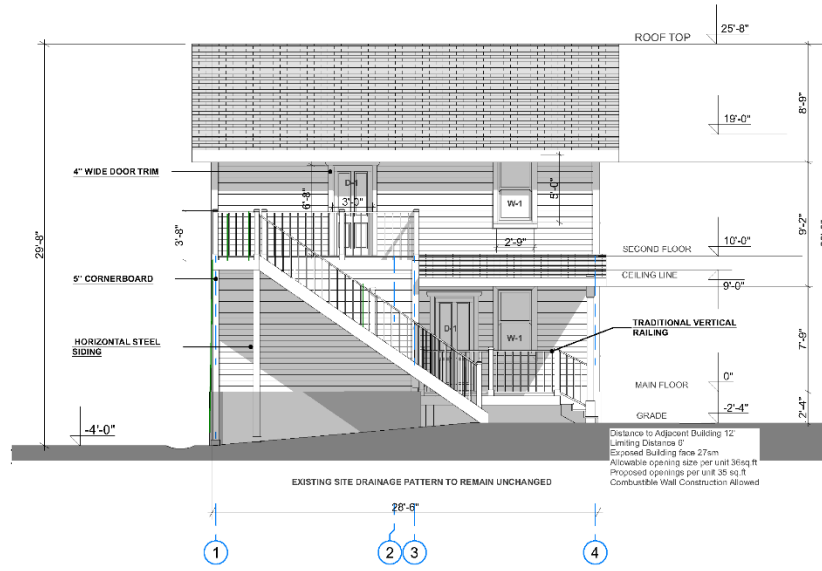 25'-8"
ROOF TOP
8'-9"
19'-0"
4" WIDE DOOR TRIM
6'-8"
D-1
3'-0"
5'-0"
W-1
2'-9"
9'-2"
3'-8"
29'-8"
SECOND FLOOR
10'-0"
CEILING LINE
9'-0"
5" CORNERBOARD
HORIZONTAL STEEL
SIDING
D-1
W-1
TRADITIONAL VERTICAL
RAILING
7'-9"
MAIN FLOOR
0"
GRADE
-2'-4"
2'-4"
-4'-0"
Distance to Adjacent Building 12'
Limiting Distance 6'
Exposed Building face 27sm
Allowable opening size per unit 36sq.ft
Proposed openings per unit 35 sq.ft
Combustible Wall Construction Allowed
EXISTING SITE DRAINAGE PATTERN TO REMAIN UNCHANGED
28'-6"
1
2
3
4